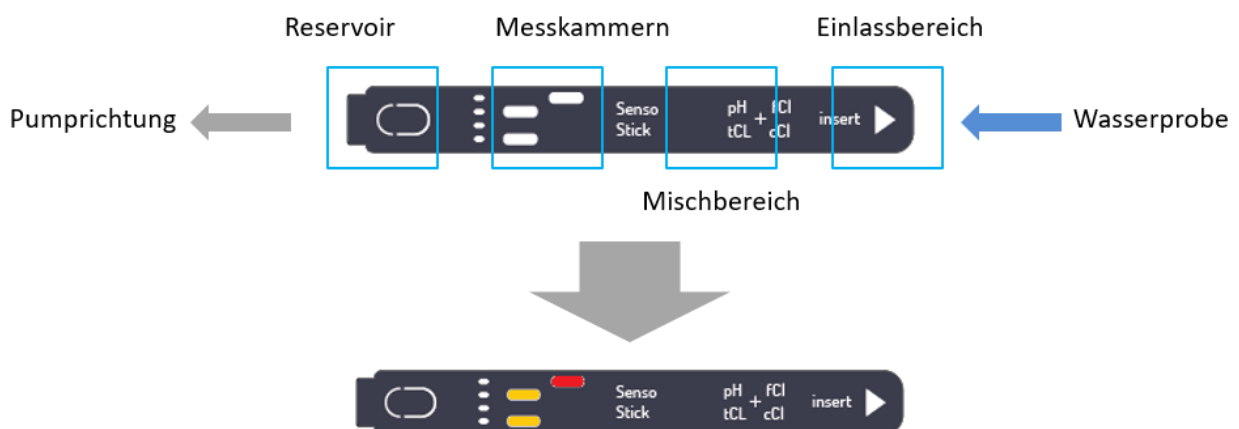 Reservoir
Messkammern
Einlassbereich
Pumprichtung
Senso
Stick
pH + fCl
tCL cCl
insert
Wasserprobe
Mischbereich
Senso
Stick
pH + fCl
tCL cCl
insert